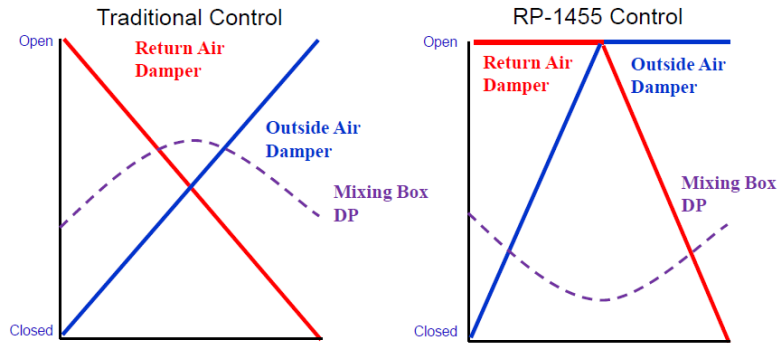 Traditional Control
Open
Return Air
Damper
Outside Air
Damper
Mixing Box
DP
Closed
RP-1455 Control
Open
Return Air
Damper
Outside Air
Damper
Mixing Box
DP
Closed